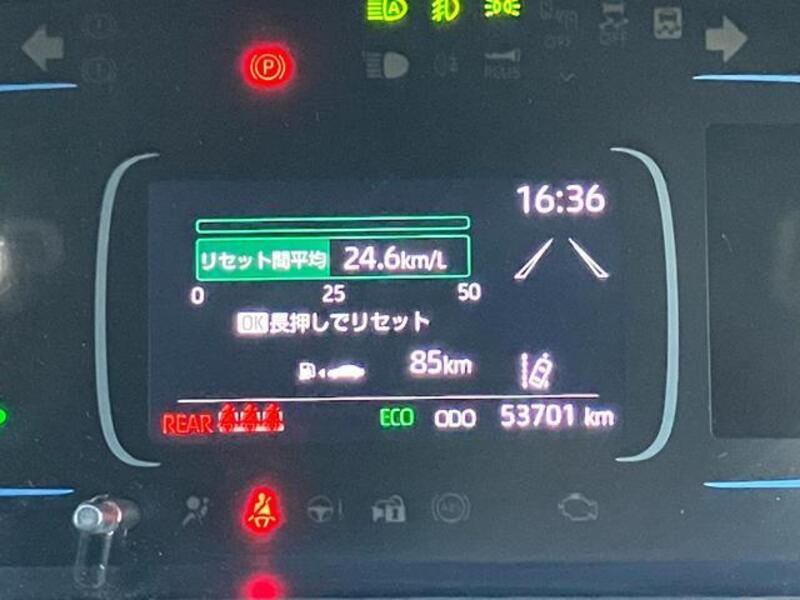 A
P
16:36
リセット間平均 24.6km/L
0 25 50
OK長押しでリセット
85km
REAR ECO ODO 53701 km